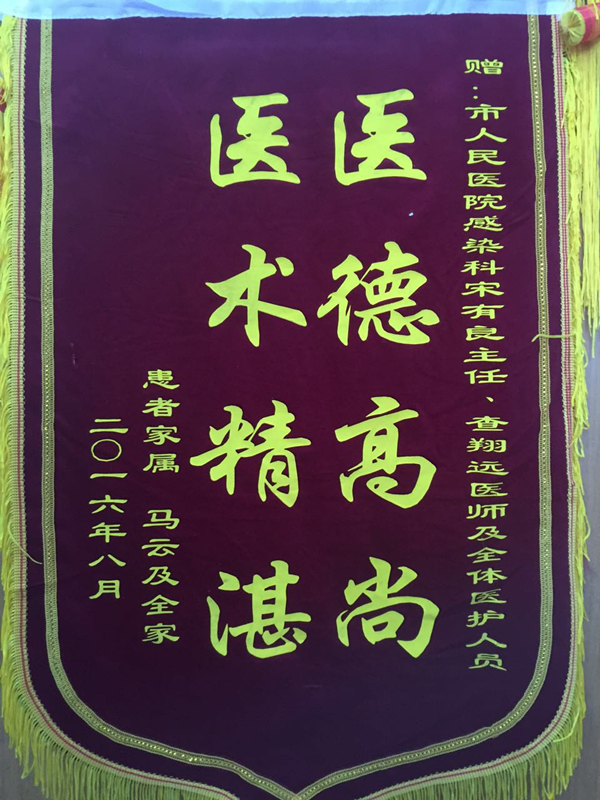 赠：市人民医院感染科宋有良主任、查翔远医师及全体医护人员
医德高尚
医术精湛
患者家属 马云及全家
二〇一六年八月